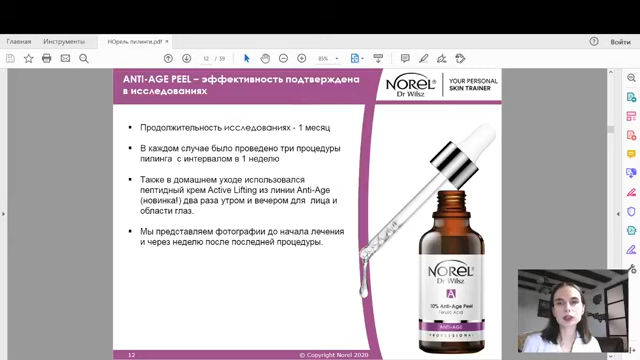 Главная
Инструменты
НОрель пилинги.pdf
×
Войти
12 / 59
85%
ANTI-AGE PEEL – эффективность подтверждена
в исследованиях
NOREL®
Dr Wilsz
YOUR PERSONAL
SKIN TRAINER
▪ Продолжительность исследованиях - 1 месяц
▪ В каждом случае было проведено три процедуры
пилинга с интервалом в 1 неделю
▪ Также в домашнем уходе использовался
пептидный крем Active Lifting из линии Anti-Age
(новинка!) два раза утром и вечером для лица и
области глаз.
▪ Мы представляем фотографии до начала лечения
и через неделю после последней процедуры.
NOREL®
Dr Wilsz
A
10% Anti-Age Peel
Ferulic Acid
ANTI-AGE
PROFESSIONAL
12
© Copyright Norel 2020